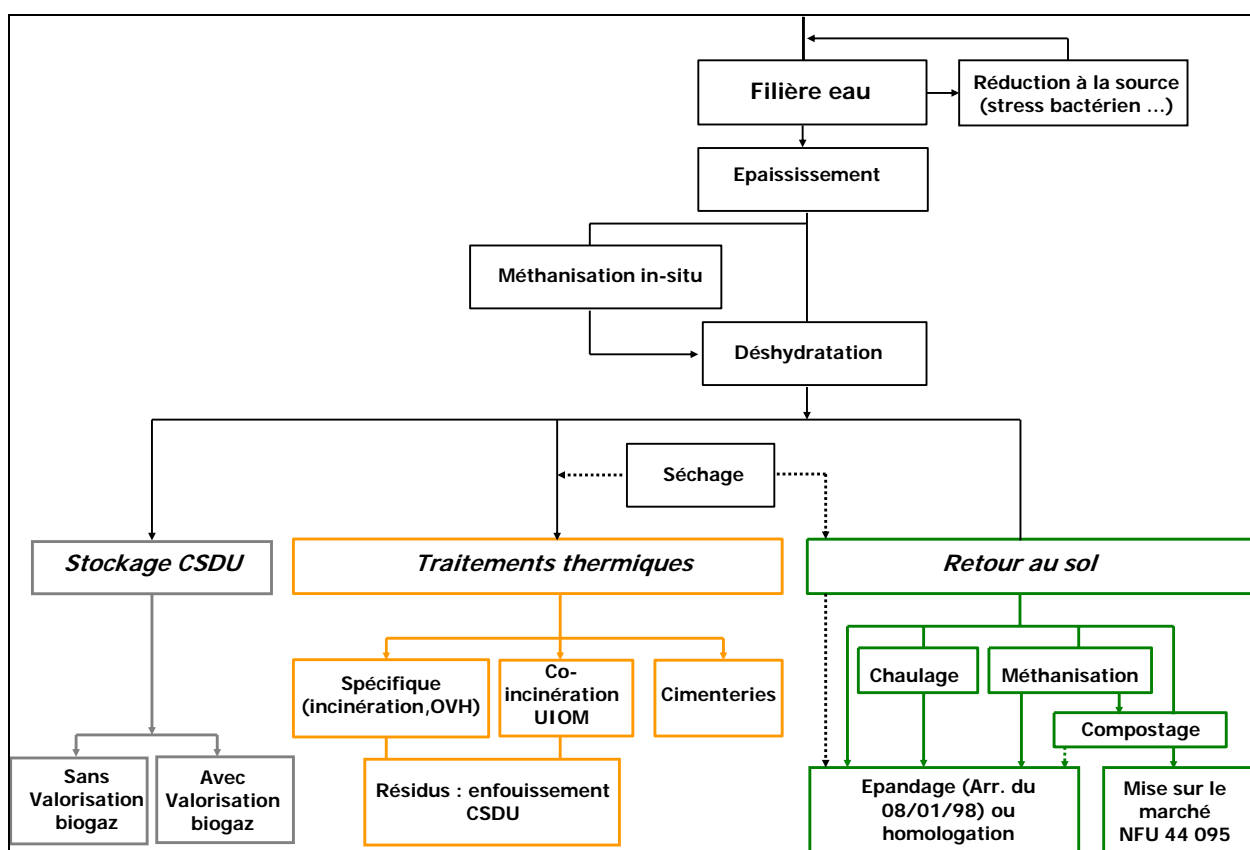 Filière eau
Réduction à la source
(stress bactérien ...)
Epaississement
Méthanisation in-situ
Déshydratation
Séchage
Stockage CSDU
Traitements thermiques
Retour au sol
Spécifique
(incinération,OVH)
Co-
incinération
UIOM
Cimenteries
Chaulage
Méthanisation
Compostage
Sans
Valorisation
biogaz
Avec
Valorisation
biogaz
Résidus : enfouissement
CSDU
Epandage (Arr. du
08/01/98) ou
homologation
Mise sur le
marché
NFU 44 095